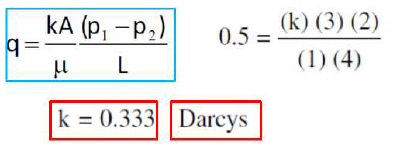 q = kA/μ (p₁ − p₂)/L
0.5 = (k) (3) (2)/(1) (4)
k = 0.333 Darcys